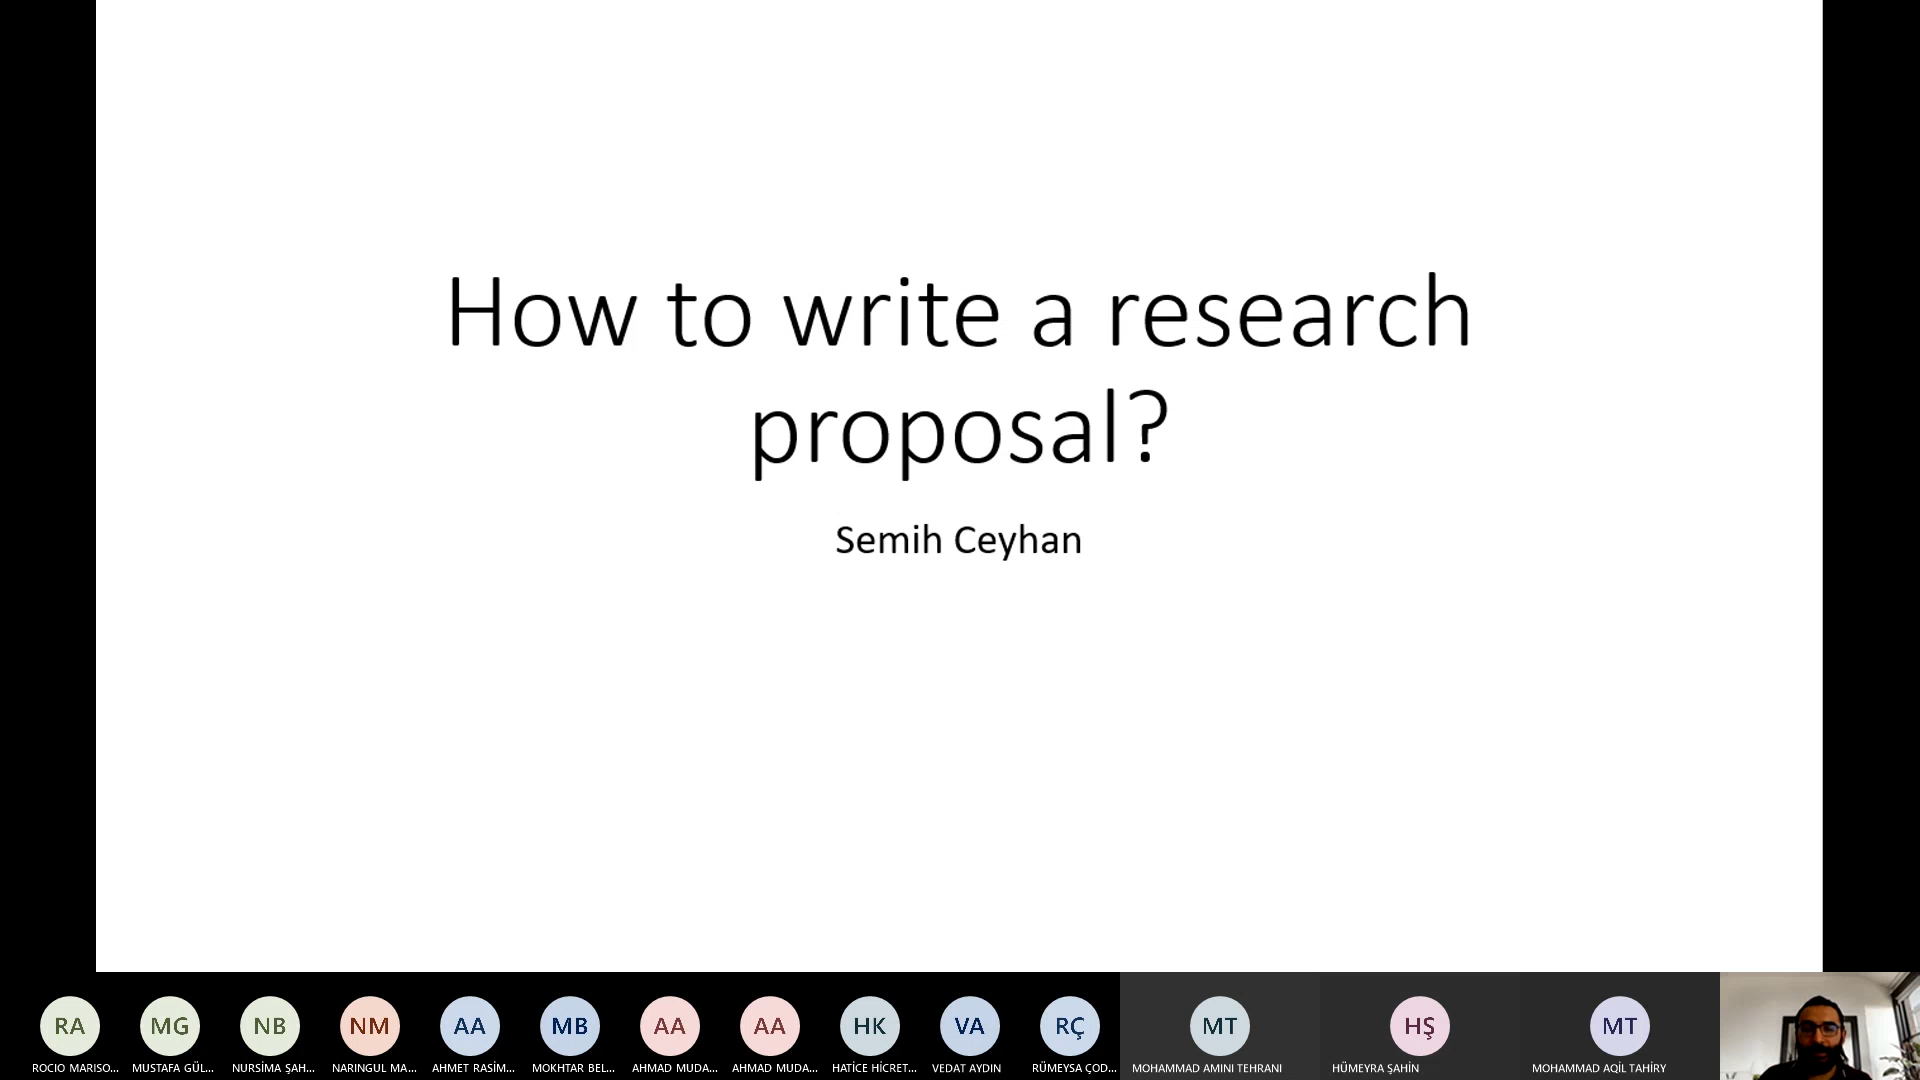 How to write a research
proposal?
Semih Ceyhan
RA
MG
NB
NM
AA
MB
AA
AA
HK
VA
RÇ
MT
HŞ
MT
ROCIO MARISO...
MUSTAFA GÜL...
NURSİMA ŞAH...
NARINGUL MA...
AHMET RASİM...
MOKHTAR BEL...
AHMAD MUDA...
AHMAD MUDA...
HATİCE HİCRET...
VEDAT AYDIN
RÜMEYSA ÇOD...
MOHAMMAD AMINI TEHRANI
HÜMEYRA ŞAHİN
MOHAMMAD AQİL TAHİRY